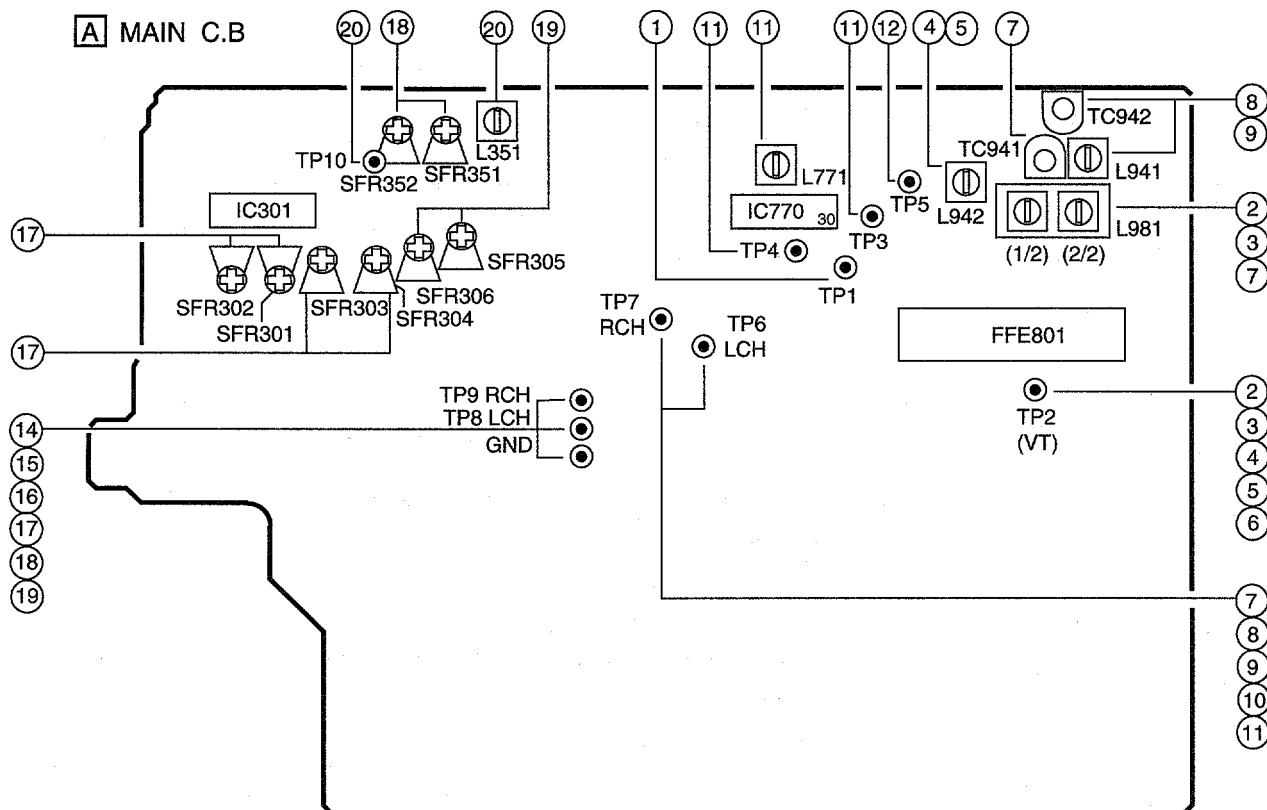 A MAIN C.B
20 18 20 19 1 11 11 11 12 4 5 7
8
9
TC942
TC941
L941
TP10
SFR352
SFR351
L351
L771
TP5
L942
IC301
IC770
30
TP3
L981
2
3
7
(1/2) (2/2)
17
TP4
SFR305
SFR302
SFR301
SFR303
SFR306
SFR304
TP1
TP7
RCH
TP6
LCH
FFE801
17
TP9 RCH
TP8 LCH
GND
TP2
(VT)
2
3
4
5
6
14
15
16
17
18
19
7
8
9
10
11